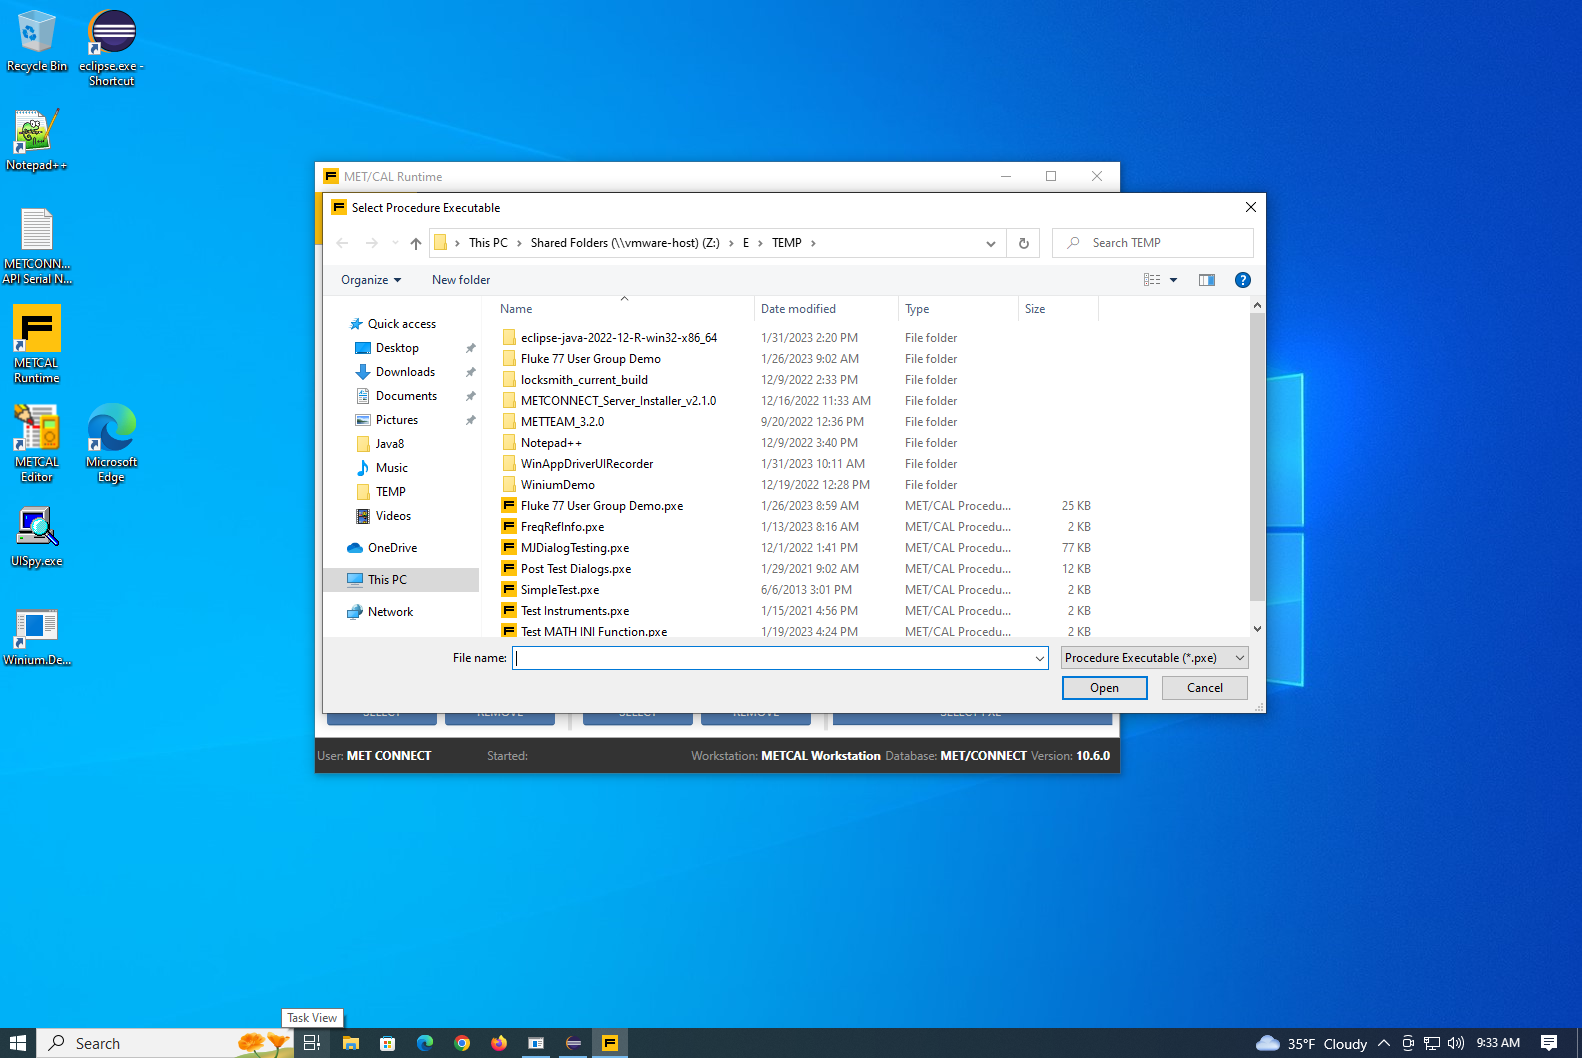 Recycle Bin
eclipse.exe -
Shortcut
Notepad++
METCONN...
API Serial N...
METCAL
Runtime
METCAL
Editor
Microsoft
Edge
UISpy.exe
Winium.De...
MET/CAL Runtime
Select Procedure Executable
This PC
Shared Folders (\\vmware-host) (Z:)
E
TEMP
Search TEMP
Organize
New folder
Name
Date modified
Type
Size
Quick access
Desktop
Downloads
Documents
Pictures
Java8
Music
TEMP
Videos
OneDrive
This PC
Network
eclipse-java-2022-12-R-win32-x86_64 1/31/2023 2:20 PM File folder
Fluke 77 User Group Demo 1/26/2023 9:02 AM File folder
locksmith_current_build 12/9/2022 2:33 PM File folder
METCONNECT_Server_Installer_v2.1.0 12/16/2022 11:33 AM File folder
METTEAM_3.2.0 9/20/2022 12:36 PM File folder
Notepad++ 12/9/2022 3:40 PM File folder
WinAppDriverUIRecorder 1/31/2023 10:11 AM File folder
WiniumDemo 12/19/2022 12:28 PM File folder
Fluke 77 User Group Demo.pxe 1/26/2023 8:59 AM MET/CAL Procedu... 25 KB
FreqRefInfo.pxe 1/13/2023 8:16 AM MET/CAL Procedu... 2 KB
MJDialogTesting.pxe 12/1/2022 1:41 PM MET/CAL Procedu... 77 KB
Post Test Dialogs.pxe 1/29/2021 9:02 AM MET/CAL Procedu... 12 KB
SimpleTest.pxe 6/6/2013 3:01 PM MET/CAL Procedu... 2 KB
Test Instruments.pxe 1/15/2021 4:56 PM MET/CAL Procedu... 2 KB
Test MATH INI Function.pxe 1/19/2023 4:24 PM MET/CAL Procedu... 2 KB
File name:
Procedure Executable (*.pxe)
Open
Cancel
SELECT
REMOVE
SELECT
REMOVE
SELECT PXE
User: MET CONNECT
Started:
Workstation: METCAL Workstation Database: MET/CONNECT Version: 10.6.0
Task View
Search
35°F Cloudy
9:33 AM